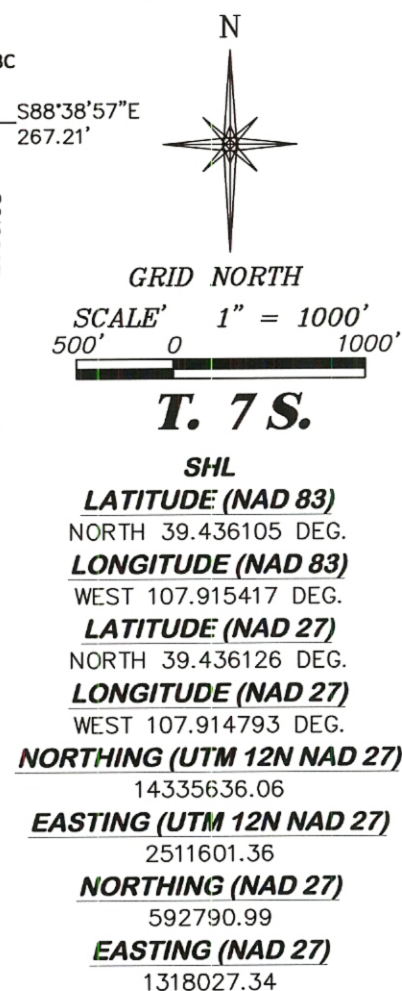 N
BC
S88°38'57"E
267.21'
GRID NORTH
SCALE' 1" = 1000'
500' 0 1000'
T. 7 S.
SHL
LATITUDE (NAD 83)
NORTH 39.436105 DEG.
LONGITUDE (NAD 83)
WEST 107.915417 DEG.
LATITUDE (NAD 27)
NORTH 39.436126 DEG.
LONGITUDE (NAD 27)
WEST 107.914793 DEG.
NORTHING (UTM 12N NAD 27)
14335636.06
EASTING (UTM 12N NAD 27)
2511601.36
NORTHING (NAD 27)
592790.99
EASTING (NAD 27)
1318027.34